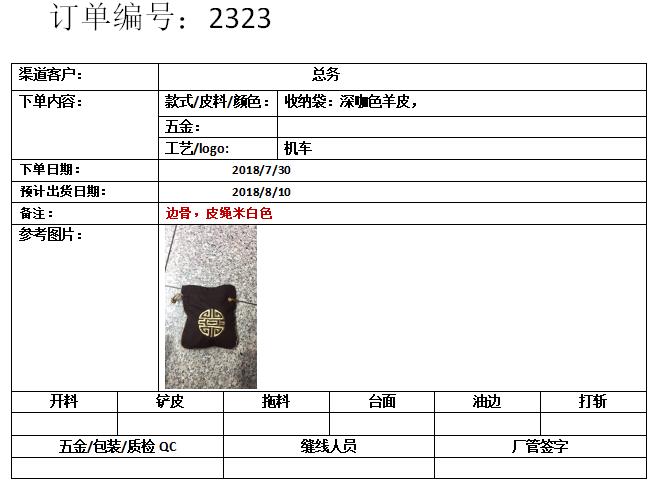 订单编号：2323
渠道客户： 总务
下单内容： 款式/皮料/颜色： 收纳袋：深咖色羊皮，
五金：
工艺/logo: 机车
下单日期： 2018/7/30
预计出货日期： 2018/8/10
备注： 边骨，皮绳米白色
参考图片：
开料 铲皮 拖料 台面 油边 打斩
五金/包装/质检 QC 缝线人员 厂管签字